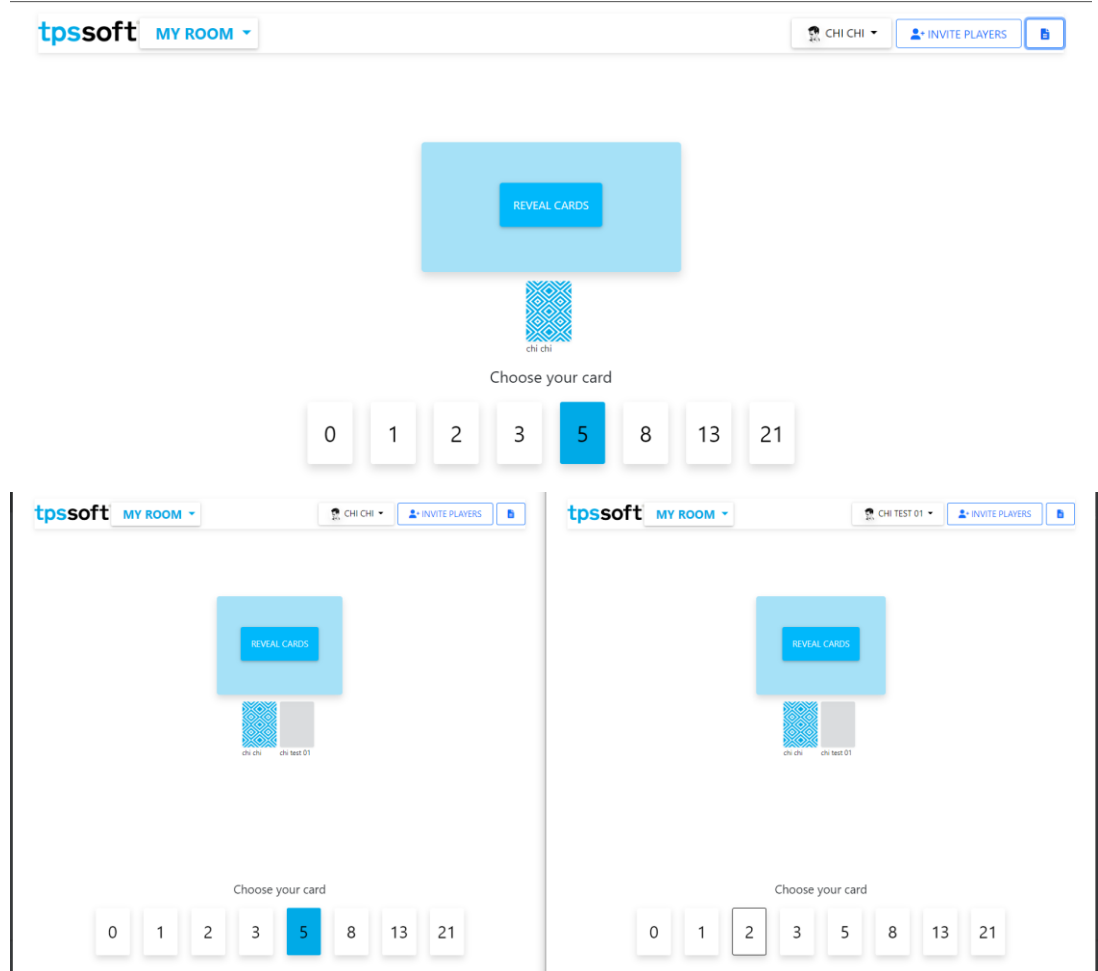 tpssoft MY ROOM CHI CHI INVITE PLAYERS
REVEAL CARDS
chi chi
Choose your card
0 1 2 3 5 8 13 21
tpssoft MY ROOM CHI CHI INVITE PLAYERS
REVEAL CARDS
chi chi chi test 01
Choose your card
0 1 2 3 5 8 13 21
tpssoft MY ROOM CHI TEST 01 INVITE PLAYERS
REVEAL CARDS
chi chi chi test 01
Choose your card
0 1 2 3 5 8 13 21